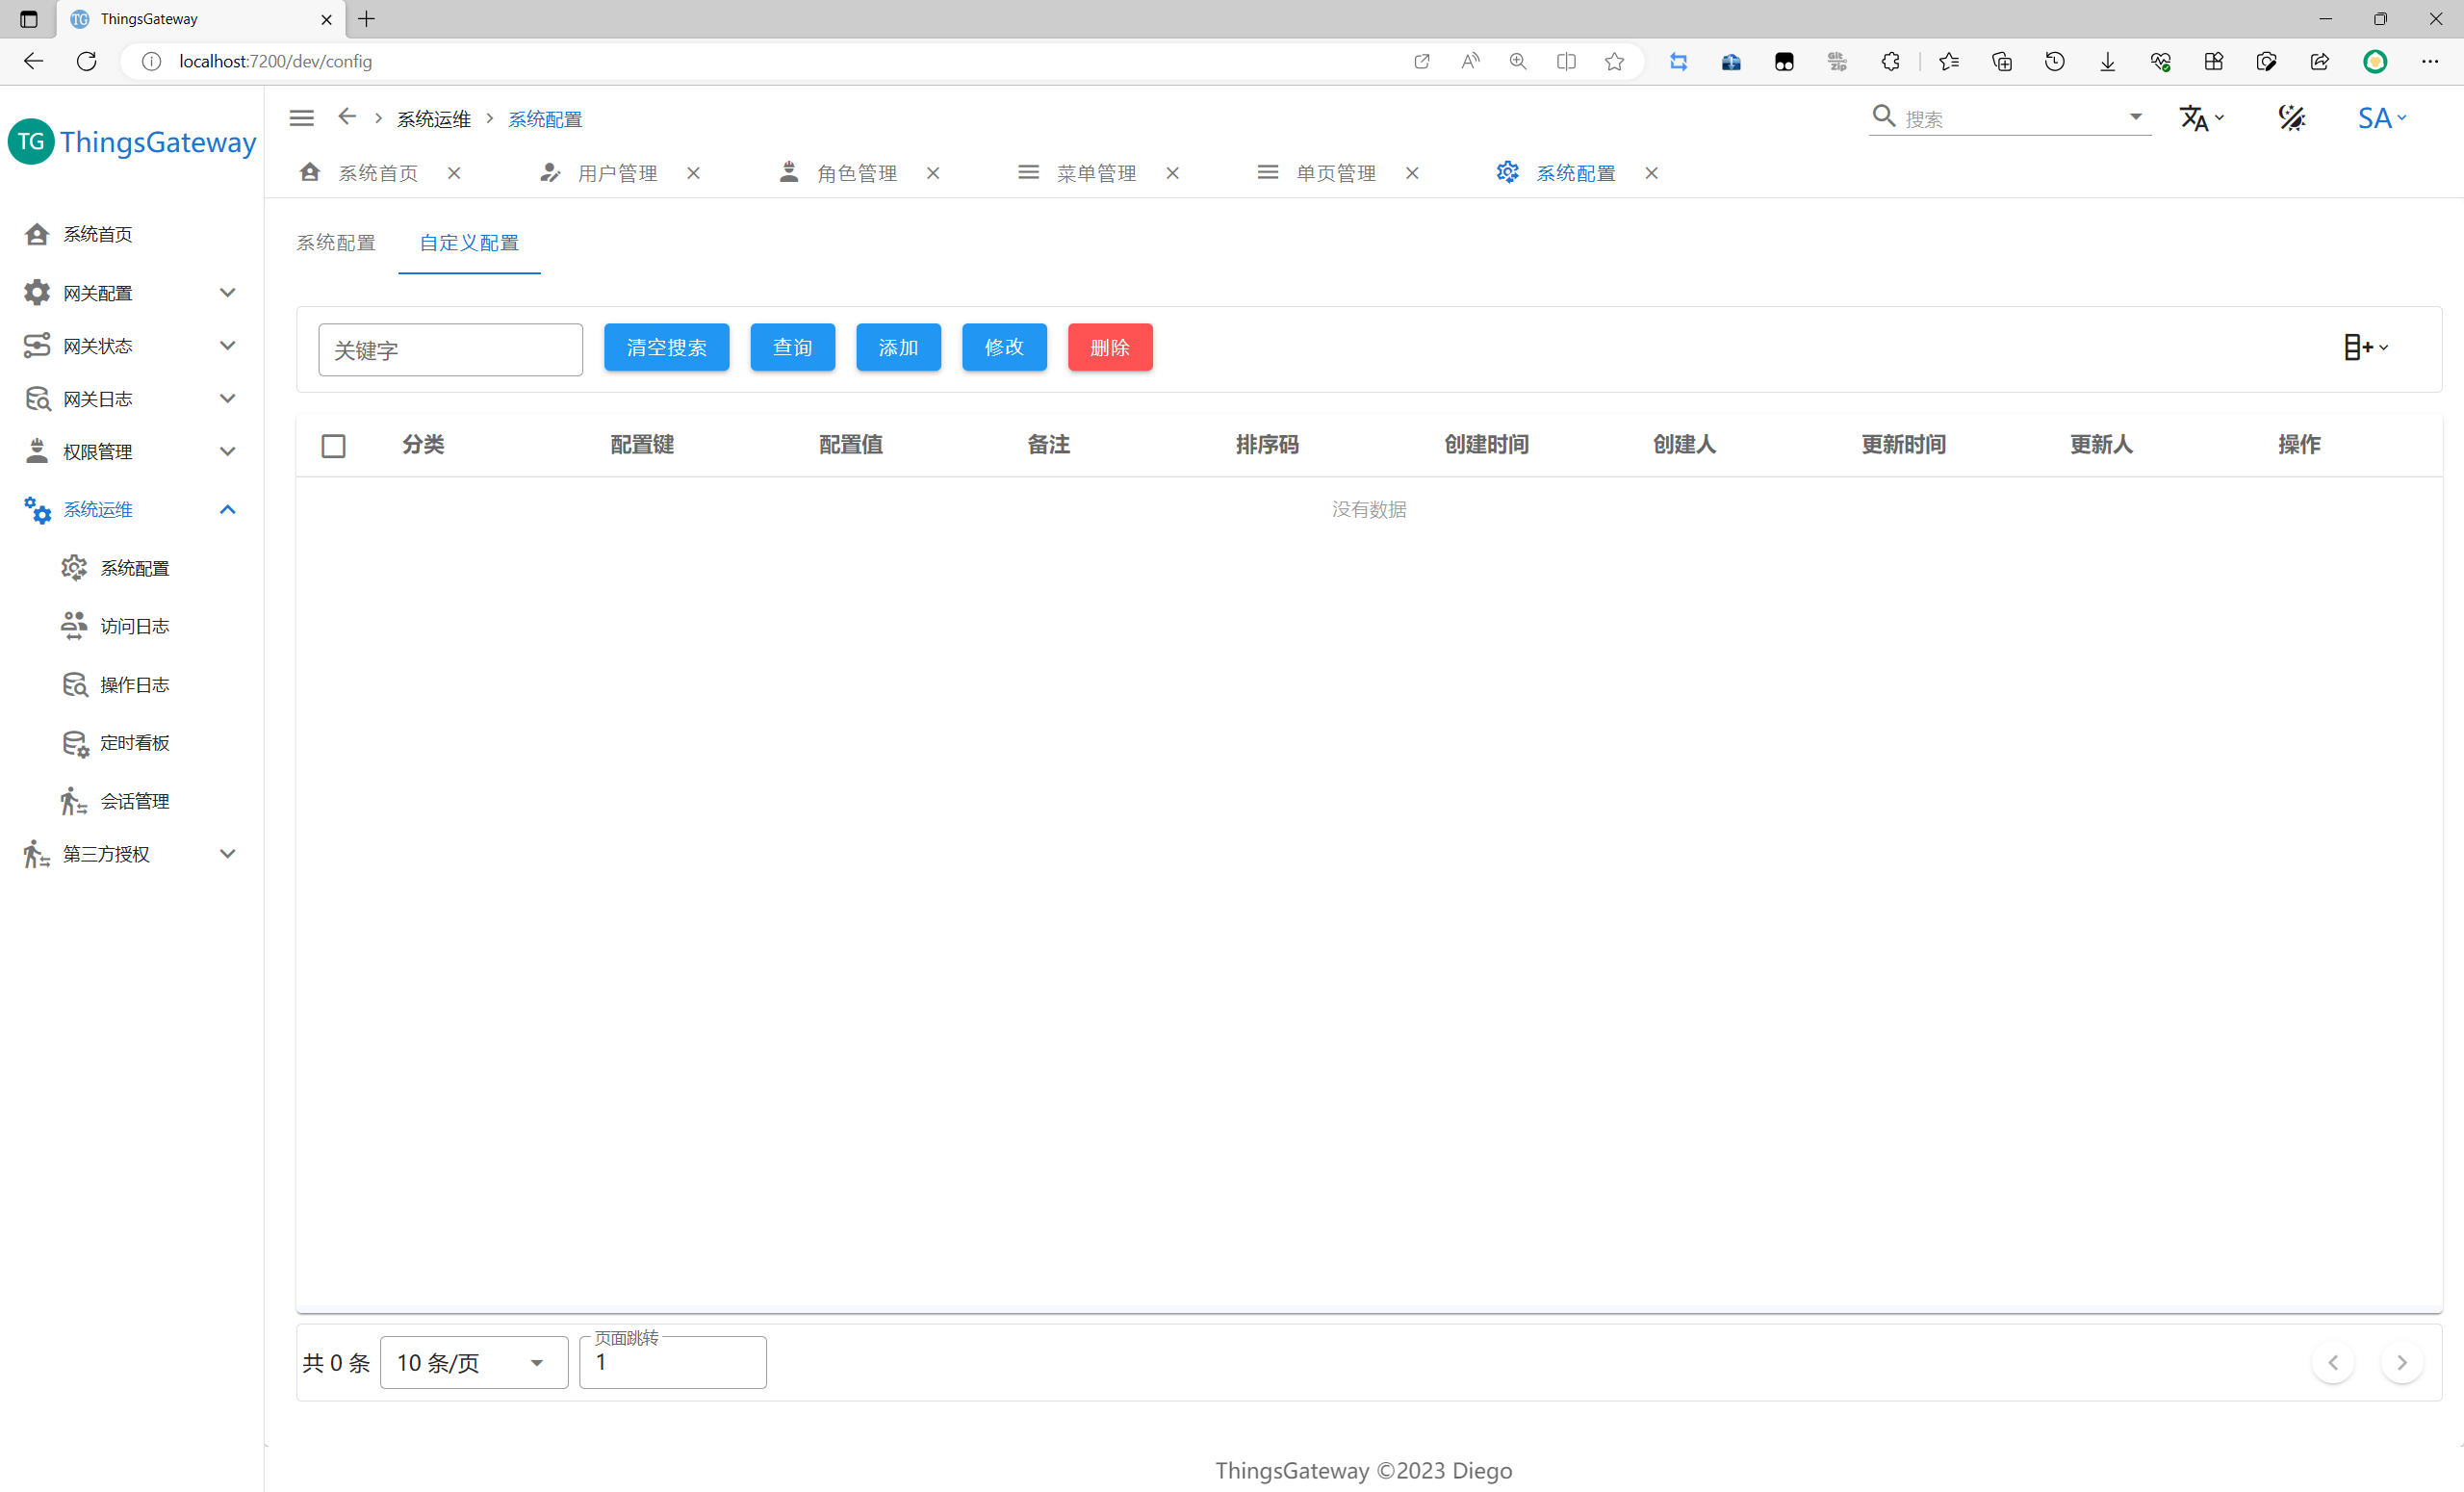 ThingsGateway
localhost:7200/dev/config
TG ThingsGateway
系统运维 系统配置
搜索
SA
系统首页 用户管理 角色管理 菜单管理 单页管理 系统配置
系统首页
网关配置
网关状态
网关日志
权限管理
系统运维
系统配置
访问日志
操作日志
定时看板
会话管理
第三方授权
系统配置 自定义配置
关键字 清空搜索 查询 添加 修改 删除
分类 配置键 配置值 备注 排序码 创建时间 创建人 更新时间 更新人 操作
没有数据
页面跳转
共 0 条 10 条/页 1
ThingsGateway ©2023 Diego